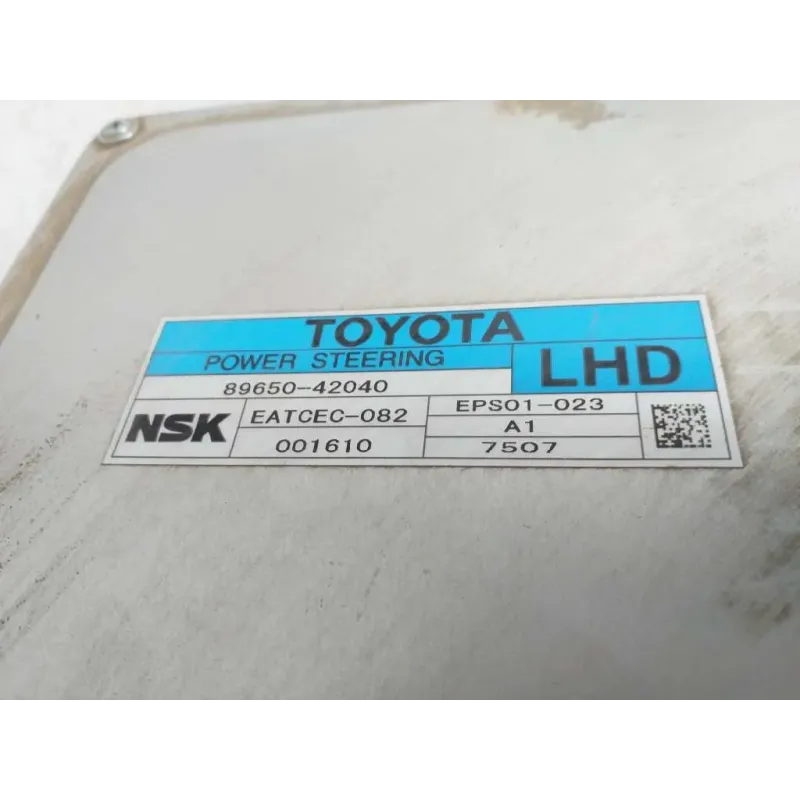 TOYOTA
POWER STEERING
LHD
89650-42040
NSK
EATCEC-082
EPS01-023
A1
001610
7507